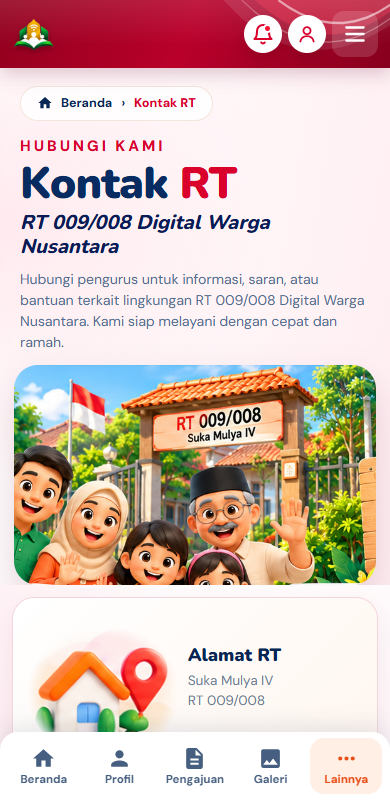 Beranda › Kontak RT
HUBUNGI KAMI
Kontak RT
RT 009/008 Digital Warga
Nusantara
Hubungi pengurus untuk informasi, saran, atau
bantuan terkait lingkungan RT 009/008 Digital Warga
Nusantara. Kami siap melayani dengan cepat dan
ramah.
RT 009/008
Suka Mulya IV
Alamat RT
Suka Mulya IV
RT 009/008
Beranda Profil Pengajuan Galeri Lainnya